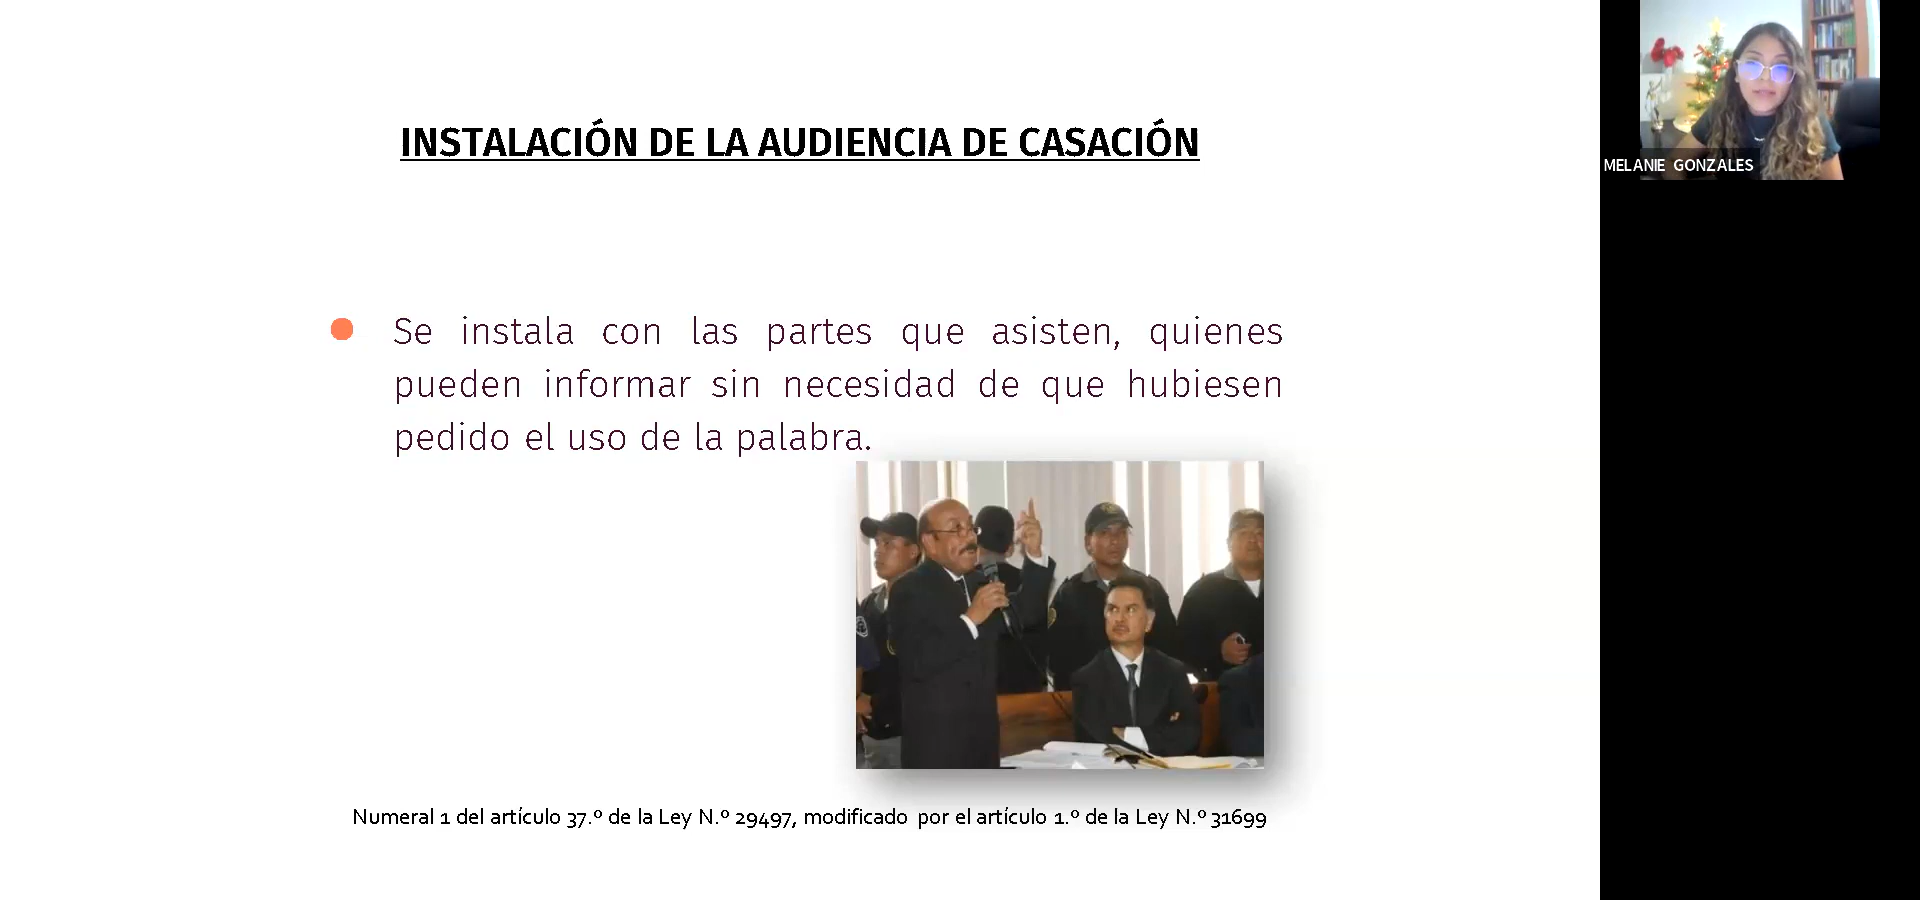 INSTALACIÓN DE LA AUDIENCIA DE CASACIÓN
MELANIE GONZALES
Se instala con las partes que asisten, quienes
pueden informar sin necesidad de que hubiesen
pedido el uso de la palabra.
Numeral 1 del artículo 37.º de la Ley N.º 29497, modificado por el artículo 1.º de la Ley N.º 31699